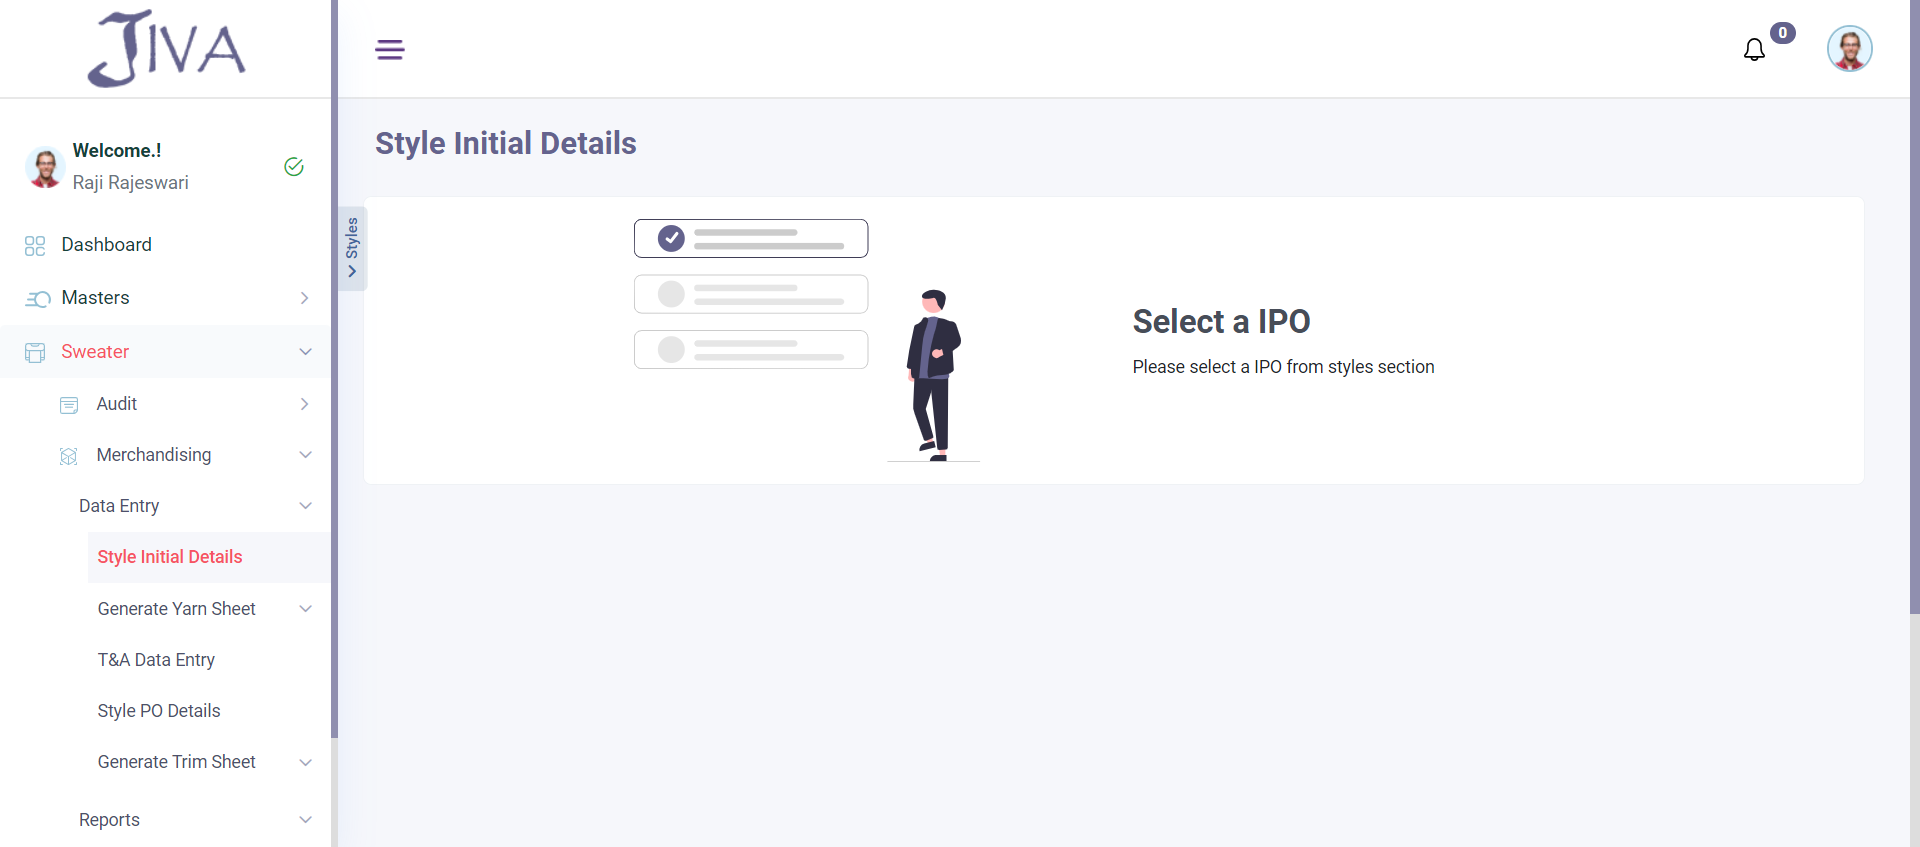 JIVA
0
Welcome.!
Raji Rajeswari
Dashboard
Masters
Sweater
Audit
Merchandising
Data Entry
Style Initial Details
Generate Yarn Sheet
T&A Data Entry
Style PO Details
Generate Trim Sheet
Reports
Styles
Style Initial Details
Select a IPO
Please select a IPO from styles section